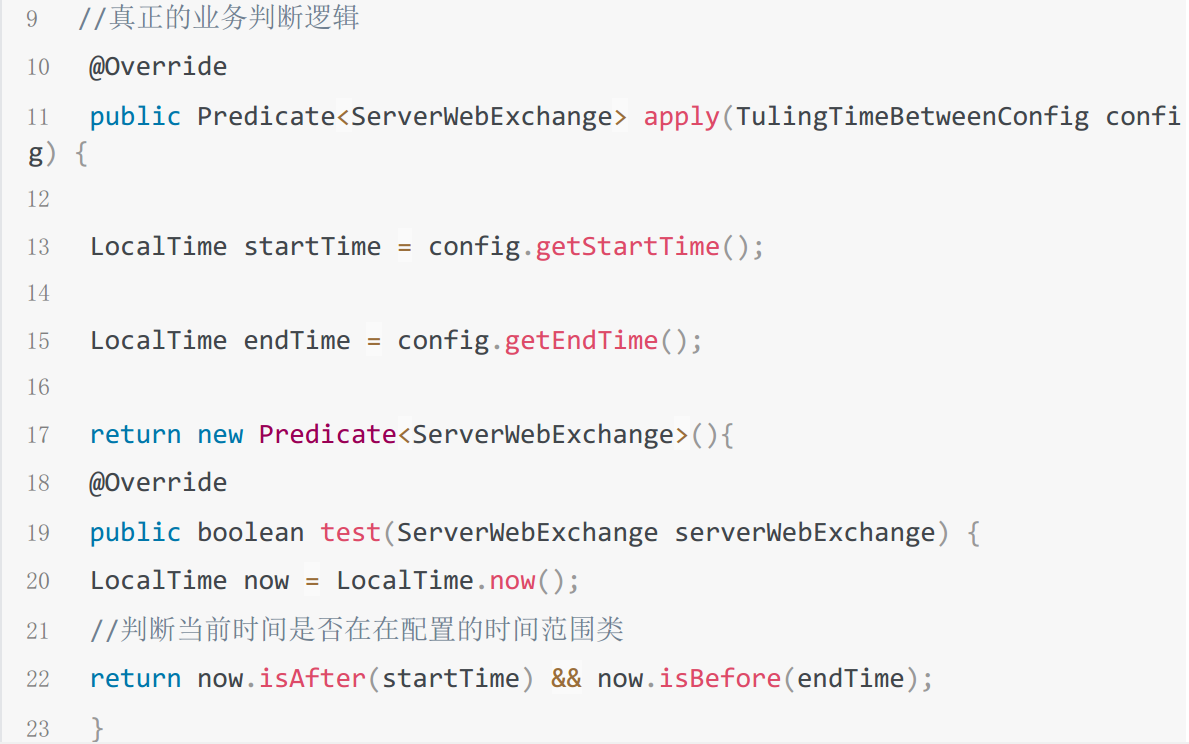 9 //真正的业务判断逻辑
10 @Override
11 public Predicate<ServerWebExchange> apply(TulingTimeBetweenConfig confi
g) {
12
13 LocalTime startTime = config.getStartTime();
14
15 LocalTime endTime = config.getEndTime();
16
17 return new Predicate<ServerWebExchange>(){
18 @Override
19 public boolean test(ServerWebExchange serverWebExchange) {
20 LocalTime now = LocalTime.now();
21 //判断当前时间是否在在配置的时间范围类
22 return now.isAfter(startTime) && now.isBefore(endTime);
23 }